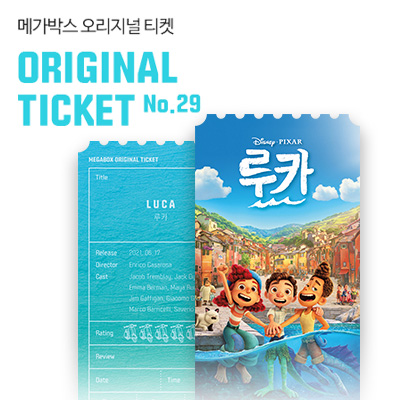 메가박스 오리지널 티켓
ORIGINAL
TICKET No.29
MEGABOX ORIGINAL TICKET
Title
LUCA
루카
Release 2021. 06. 17
Director Enrico Casarosa
Cast Jacob Tremblay, Jack
Emma Berman, Maya
Jim Gaffigan, Giacomo
Marco Barricelli, Saverio
Rating
Review
Date Time
Disney · PIXAR
루카